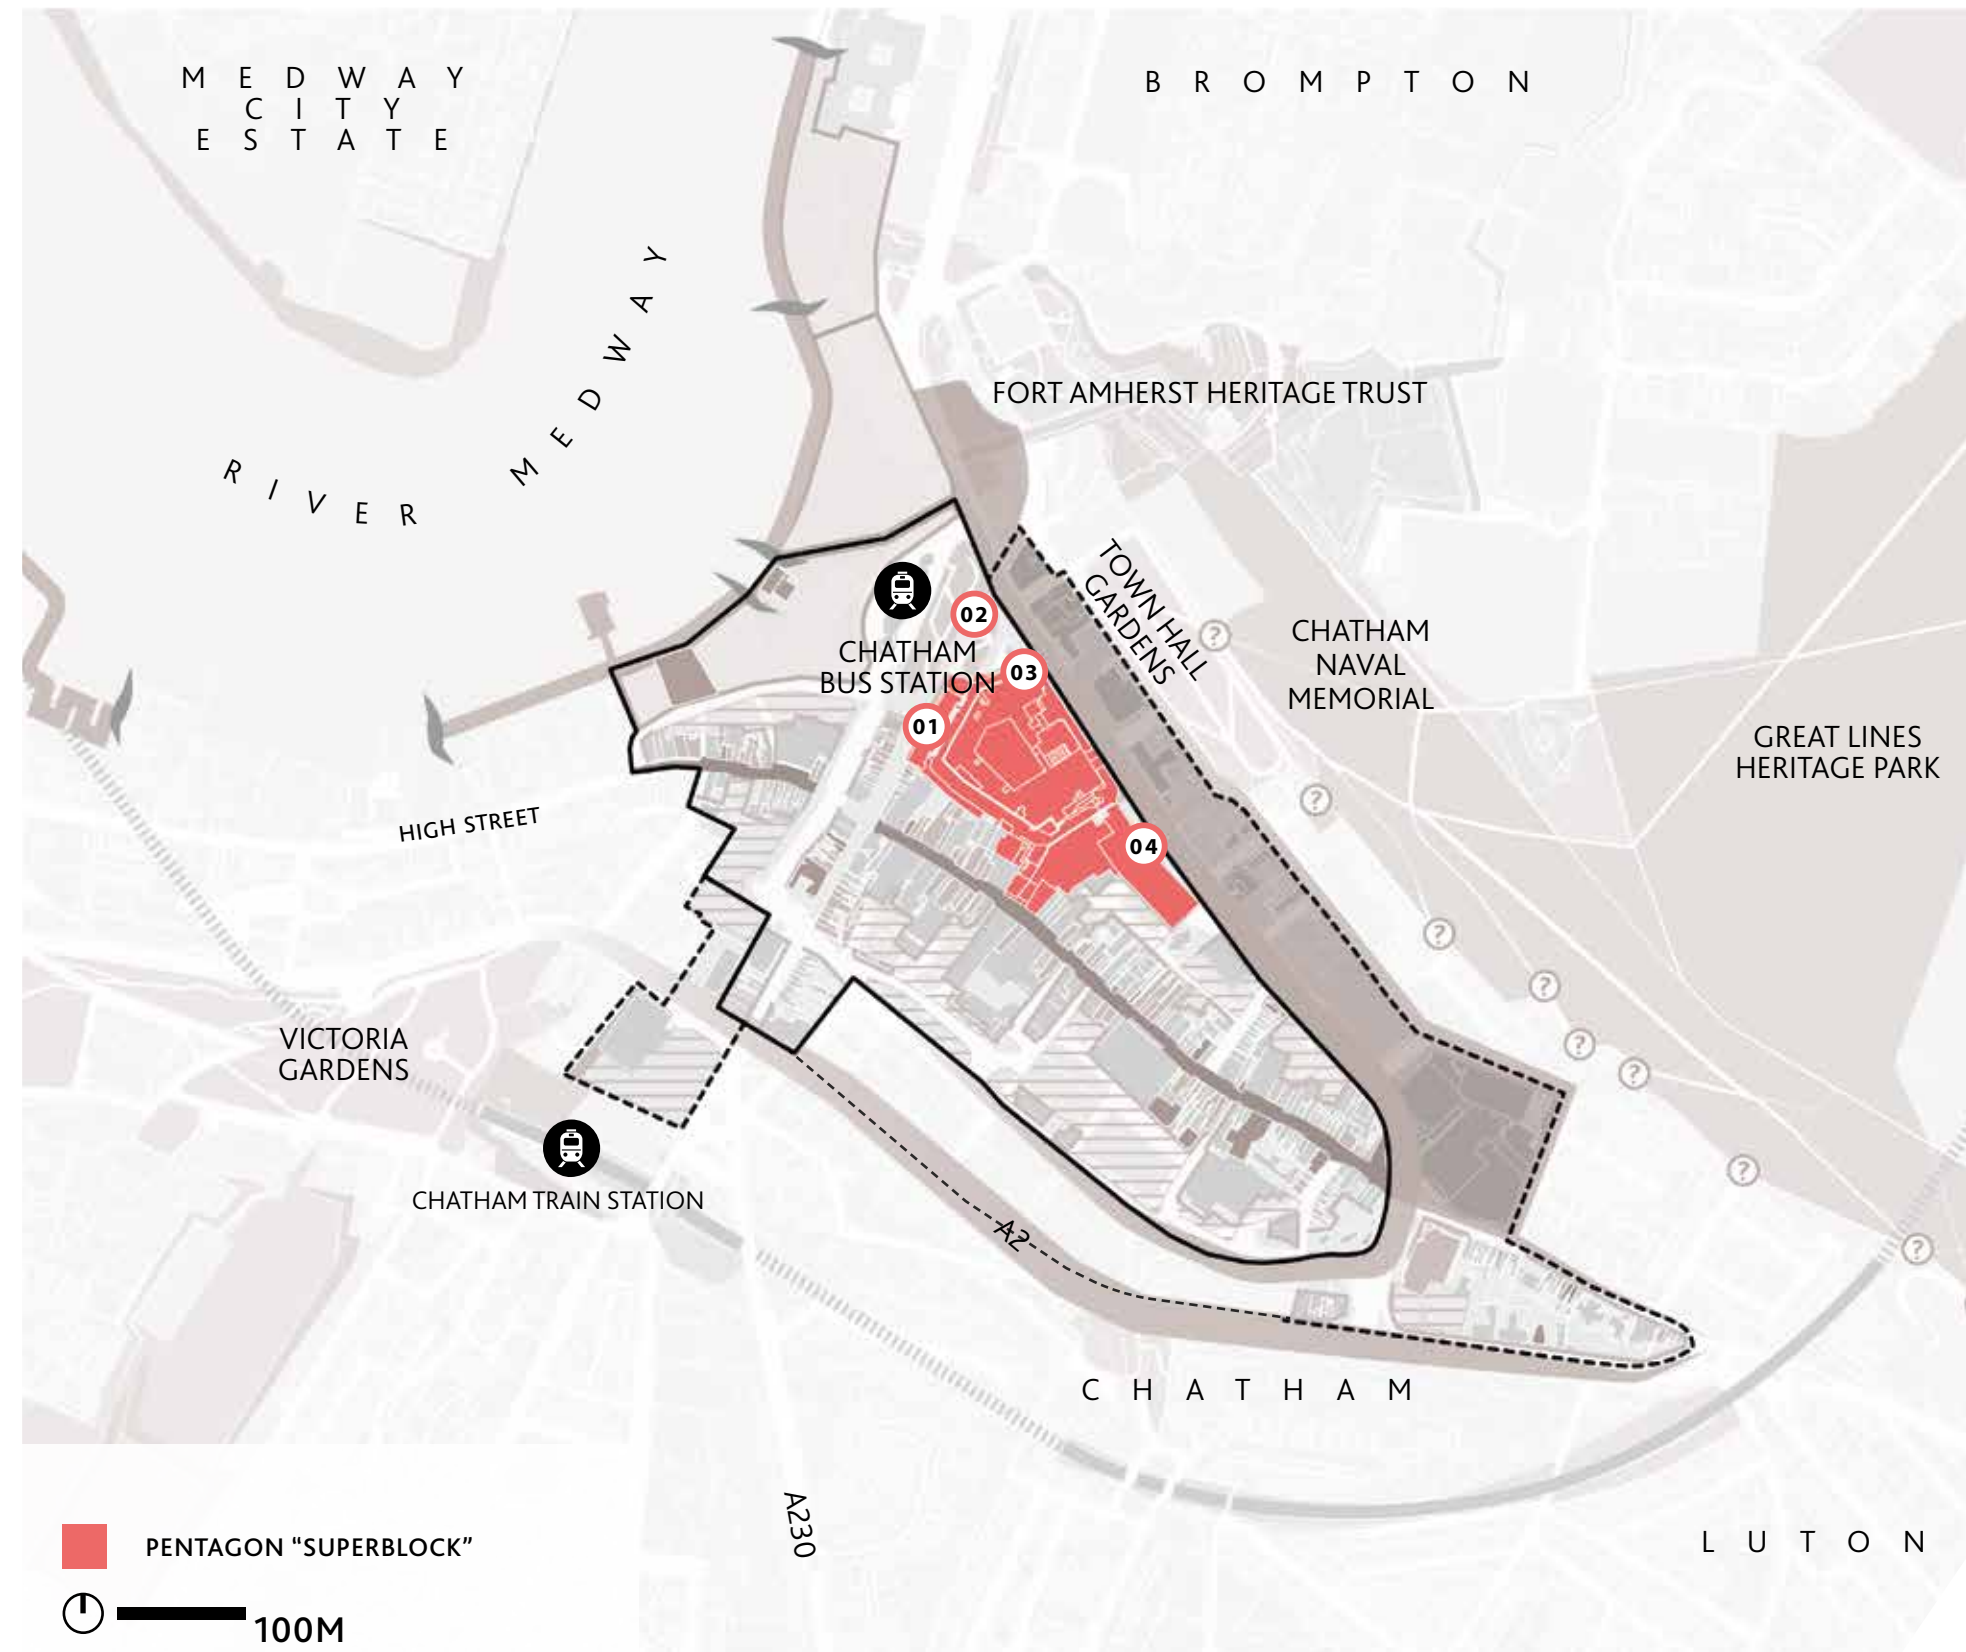 MEDWAY
CITY
ESTATE
BROMPTON
RIVER MEDWAY
FORT AMHERST HERITAGE TRUST
TOWN HALL
GARDENS
?
CHATHAM
NAVAL
MEMORIAL
02
CHATHAM
BUS STATION
03
01
GREAT LINES
HERITAGE PARK
?
HIGH STREET
04
?
?
VICTORIA
GARDENS
?
?
CHATHAM TRAIN STATION
?
A2
?
CHATHAM
A230
LUTON
PENTAGON “SUPERBLOCK”
100M